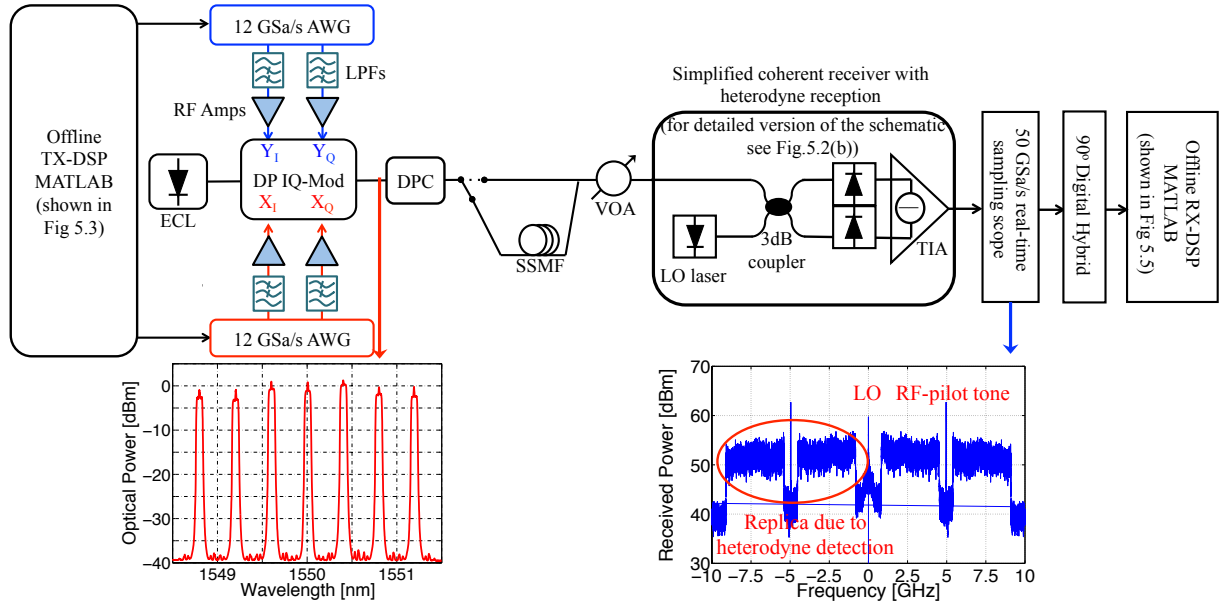 12 GSa/s AWG
LPFs
RF Amps
Offline
TX-DSP
MATLAB
(shown in
Fig 5.3)
ECL
Y_I Y_Q
DP IQ-Mod
X_I X_Q
12 GSa/s AWG
DPC
SSMF
VOA
Simplified coherent receiver with
heterodyne reception
(for detailed version of the schematic
see Fig.5.2(b))
LO laser
3dB
coupler
TIA
50 GSa/s real-time
sampling scope
90º Digital Hybrid
Offline RX-DSP
MATLAB
(shown in Fig 5.5)
Optical Power [dBm]
0
−10
−20
−30
−40
1549 1550 1551
Wavelength [nm]
Received Power [dBm]
70
60
50
40
30
LO RF-pilot tone
Replica due to
heterodyne detection
−10 −7.5 −5 −2.5 0 2.5 5 7.5 10
Frequency [GHz]